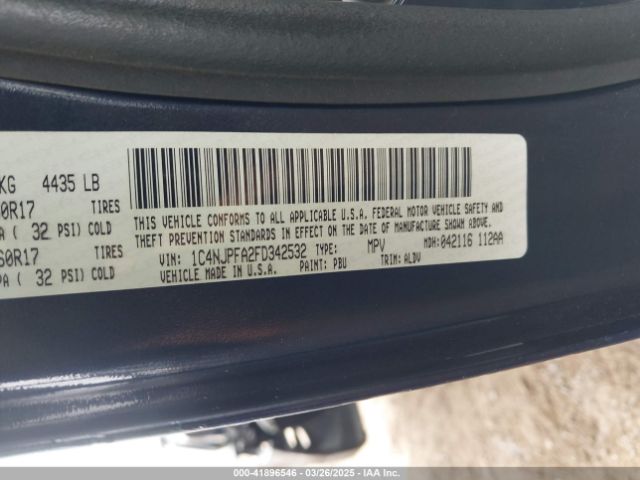 KG 4435 LB
0R17 TIRES
A ( 32 PSI) COLD
60R17 TIRES
PA ( 32 PSI) COLD
THIS VEHICLE CONFORMS TO ALL APPLICABLE U.S.A. FEDERAL MOTOR VEHICLE SAFETY AND
THEFT PREVENTION STANDARDS IN EFFECT ON THE DATE OF MANUFACTURE SHOWN ABOVE.
VIN: 1C4NJPFA2FD342532 TYPE: MPV MDH: 042116 112AA
VEHICLE MADE IN U.S.A. PAINT: PBU TRIM: ALDV
000-41896546 03/26/2025 IAA Holdings, LLC.